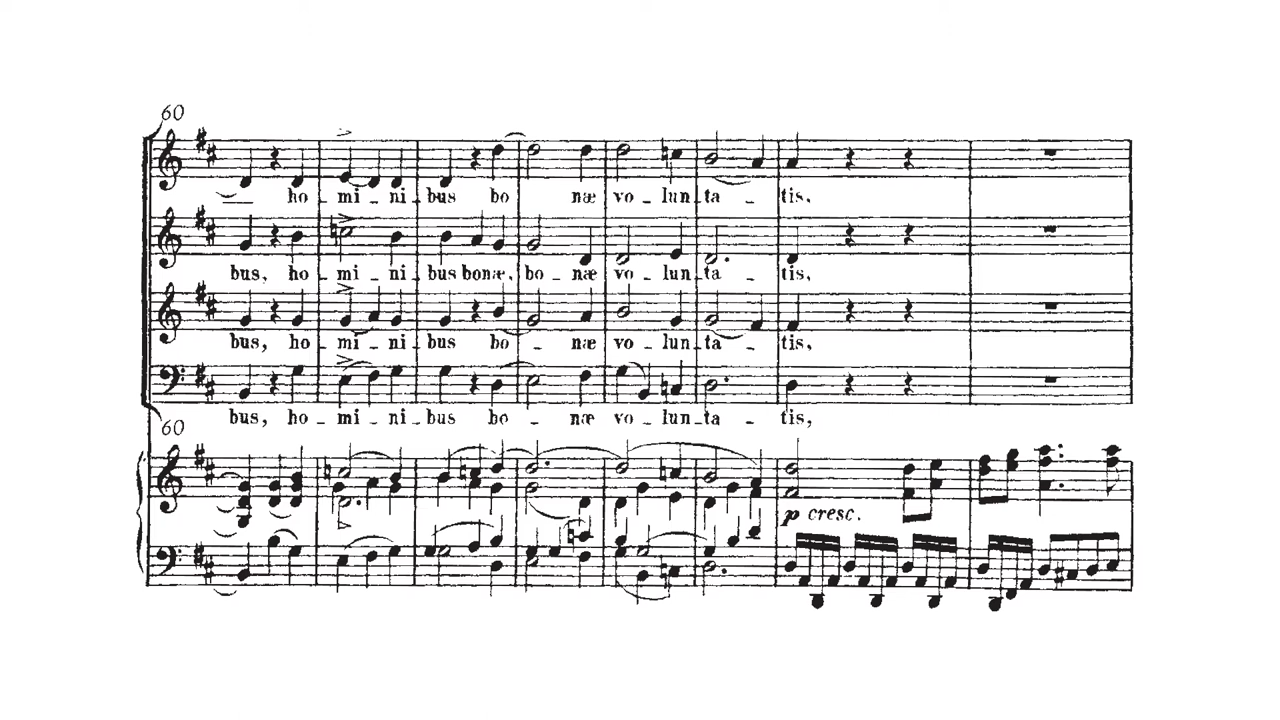 60
ho - mi - ni - bus bo næ vo - lun - ta - tis,
bus, ho - mi - ni - bus bonæ, bo - næ vo - lun - ta - tis,
bus, ho - mi - ni - bus bo - næ vo - lun - ta - tis,
bus, ho - mi - ni - bus bo - næ vo - lun - ta - tis,
60
p cresc.